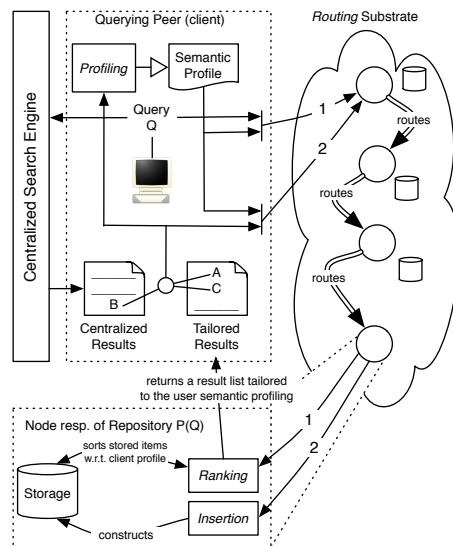 Querying Peer (client)
Routing Substrate
Profiling
Semantic
Profile
Centralized Search Engine
Query
Q
1
2
routes
routes
routes
A
C
B
Centralized
Results
Tailored
Results
returns a result list tailored
to the user semantic profiling
1
2
Node resp. of Repository P(Q)
sorts stored items
w.r.t. client profile
Storage
Ranking
Insertion
constructs